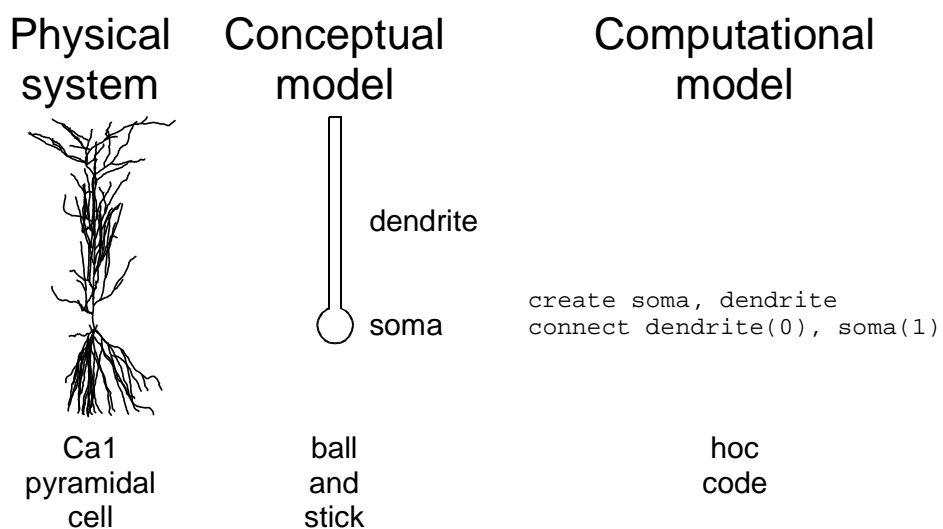 Physical
system
Conceptual
model
Computational
model
dendrite
soma
create soma, dendrite
connect dendrite(0), soma(1)
Ca1
pyramidal
cell
ball
and
stick
hoc
code